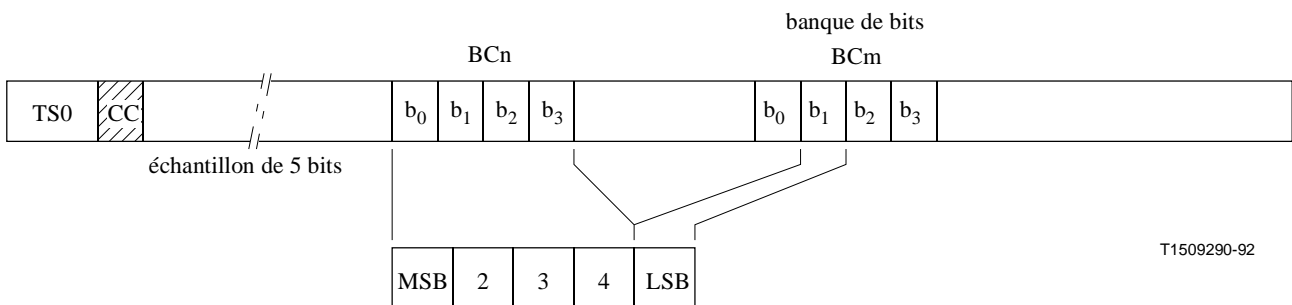 banque de bits
BCn BCm
TS0 CC b0 b1 b2 b3 b0 b1 b2 b3
échantillon de 5 bits
T1509290-92
MSB 2 3 4 LSB